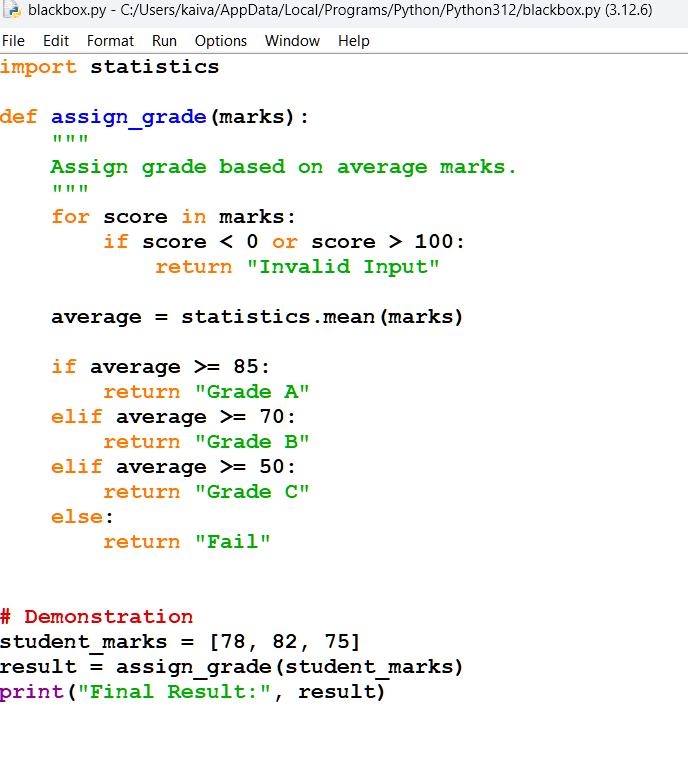 blackbox.py - C:/Users/kaiva/AppData/Local/Programs/Python/Python312/blackbox.py (3.12.6)
File Edit Format Run Options Window Help
import statistics
def assign_grade(marks):
    """
    Assign grade based on average marks.
    """
    for score in marks:
        if score < 0 or score > 100:
            return "Invalid Input"
    average = statistics.mean(marks)
    if average >= 85:
        return "Grade A"
    elif average >= 70:
        return "Grade B"
    elif average >= 50:
        return "Grade C"
    else:
        return "Fail"
# Demonstration
student_marks = [78, 82, 75]
result = assign_grade(student_marks)
print("Final Result:", result)